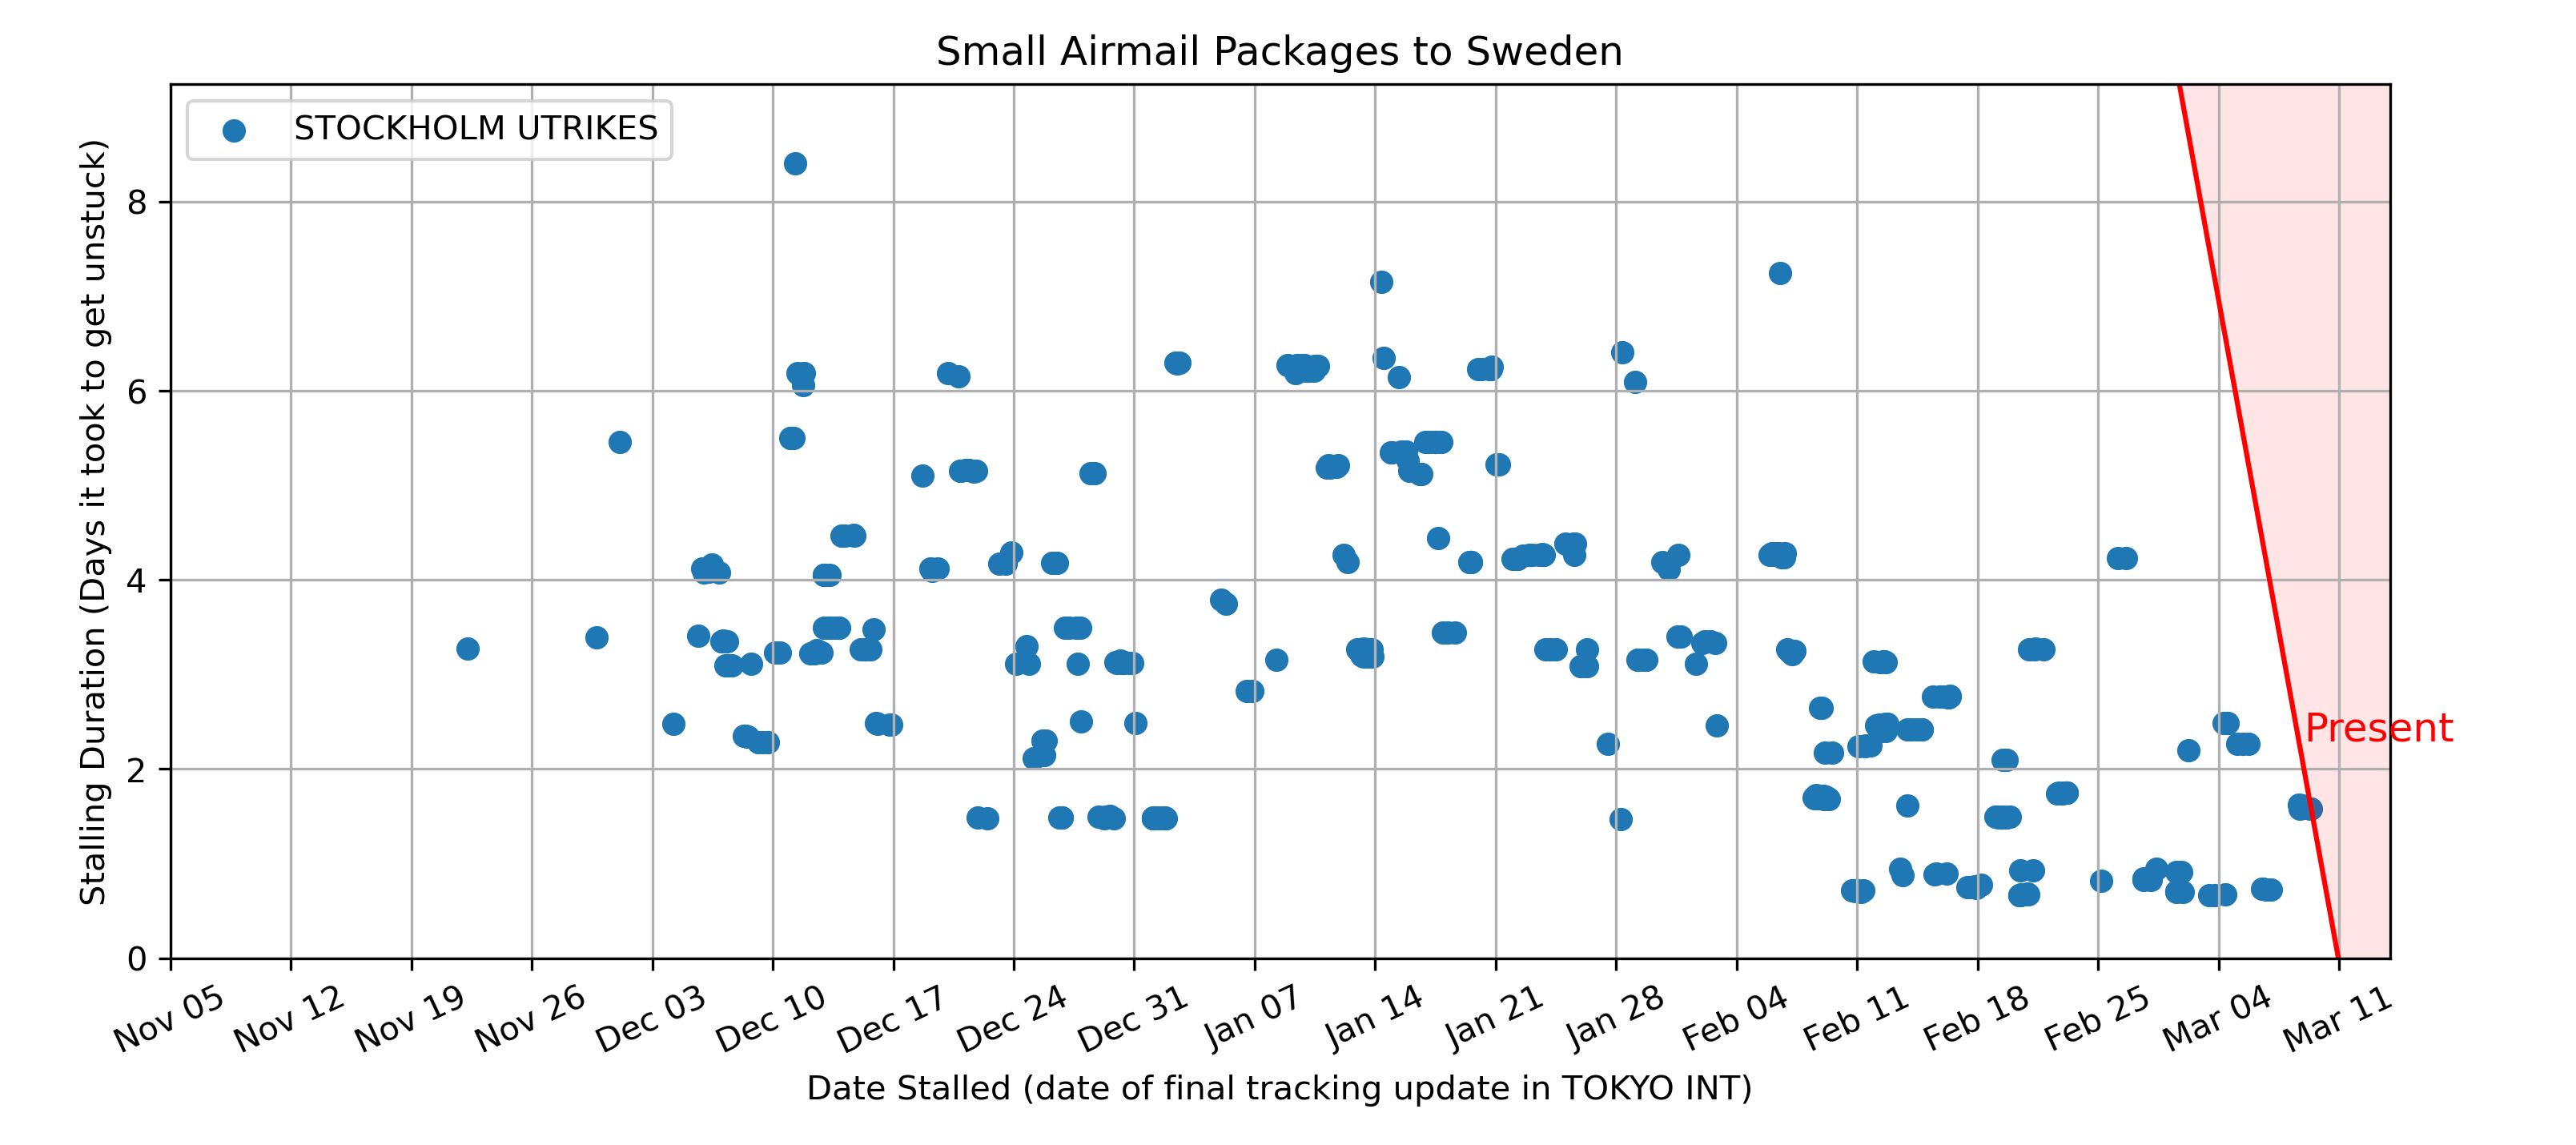 Small Airmail Packages to Sweden
STOCKHOLM UTRIKES
Stalling Duration (Days it took to get unstuck)
8
6
4
2
0
Present
Nov 05
Nov 12
Nov 19
Nov 26
Dec 03
Dec 10
Dec 17
Dec 24
Dec 31
Jan 07
Jan 14
Jan 21
Jan 28
Feb 04
Feb 11
Feb 18
Feb 25
Mar 04
Mar 11
Date Stalled (date of final tracking update in TOKYO INT)